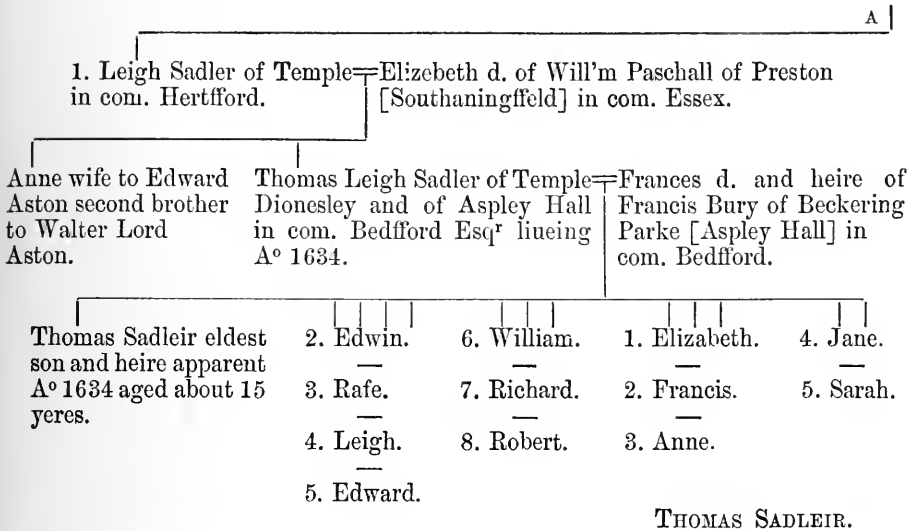 A
1. Leigh Sadler of Temple=Elizebeth d. of Will'm Paschall of Preston
in com. Hertfford. [Southaningffeld] in com. Essex.
Anne wife to Edward
Aston second brother
to Walter Lord
Aston.
Thomas Leigh Sadler of Temple=Frances d. and heire of
Dionesley and of Aspley Hall Francis Bury of Beckering
in com. Bedfford Esqʳ liueing Parke [Aspley Hall] in
Aº 1634. com. Bedfford.
Thomas Sadleir eldest
son and heire apparent
Aº 1634 aged about 15
yeres.
2. Edwin.
3. Rafe.
4. Leigh.
5. Edward.
6. William.
7. Richard.
8. Robert.
1. Elizabeth.
2. Francis.
3. Anne.
4. Jane.
5. Sarah.
THOMAS SADLEIR.